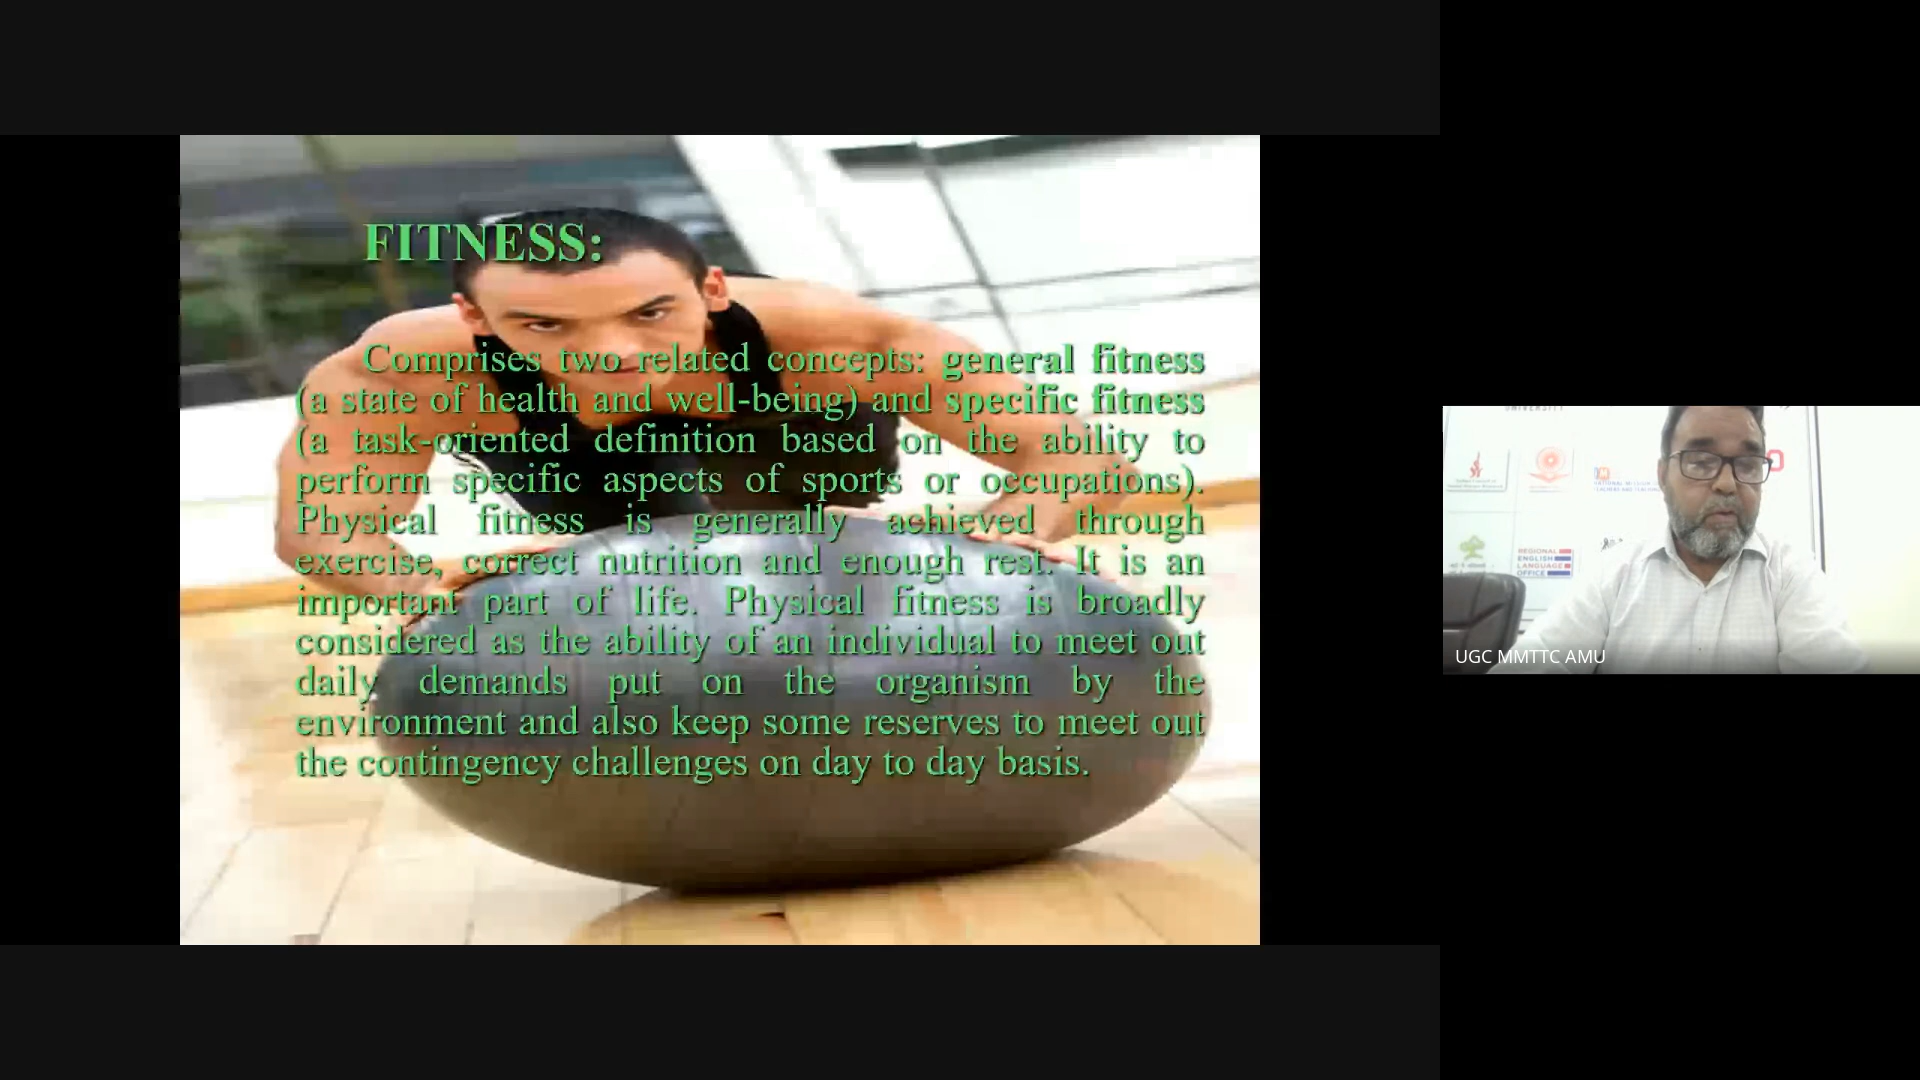 FITNESS:
Comprises two related concepts: general fitness
(a state of health and well-being) and specific fitness
(a task-oriented definition based on the ability to
perform specific aspects of sports or occupations).
Physical fitness is generally achieved through
exercise, correct nutrition and enough rest. It is an
important part of life. Physical fitness is broadly
considered as the ability of an individual to meet out
daily demands put on the organism by the
environment and also keep some reserves to meet out
the contingency challenges on day to day basis.
UNIVERSITY
REGIONAL
ENGLISH
LANGUAGE
OFFICE
UGC MMTTC AMU